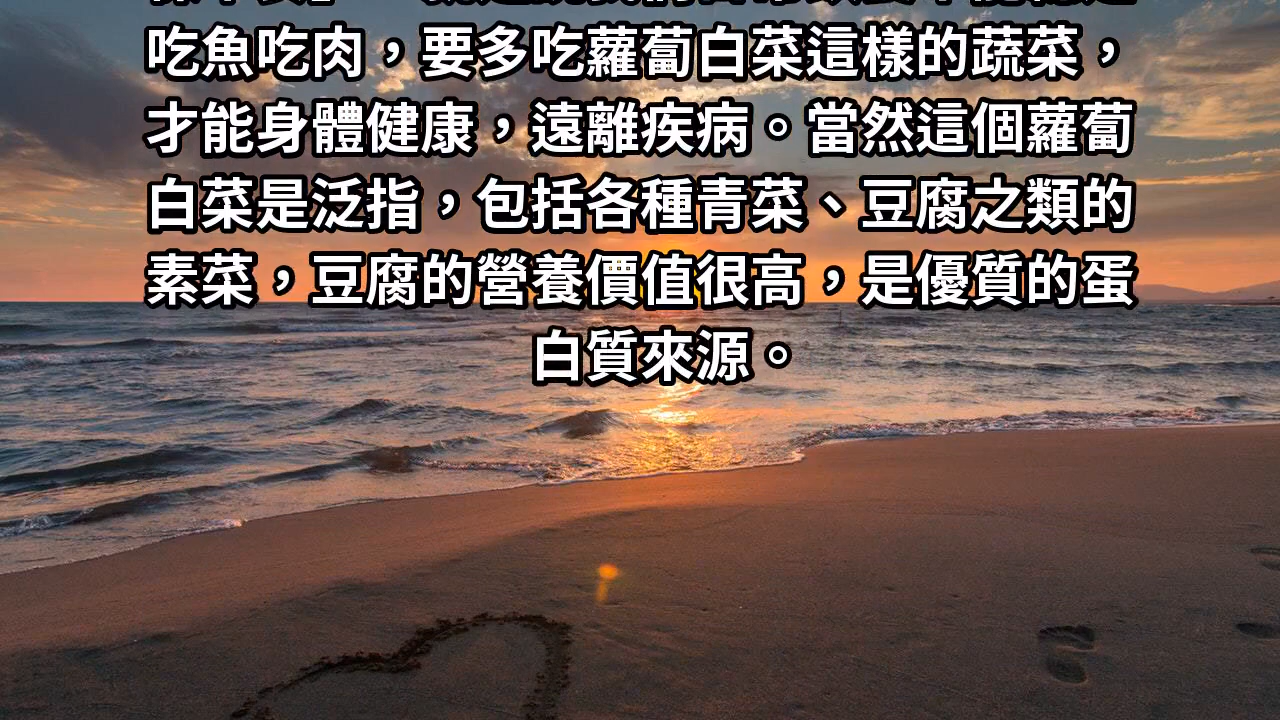 吃魚吃肉，要多吃蘿蔔白菜這樣的蔬菜，
才能身體健康，遠離疾病。當然這個蘿蔔
白菜是泛指，包括各種青菜、豆腐之類的
素菜，豆腐的營養價值很高，是優質的蛋
白質來源。